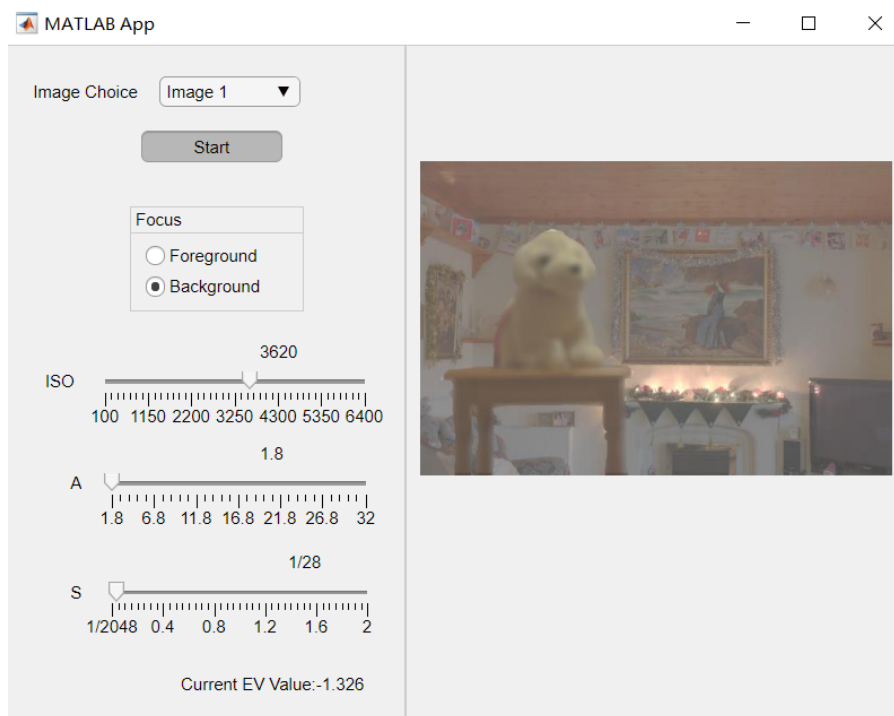 MATLAB App
Image Choice Image 1
Start
Focus
Foreground
Background
3620
ISO
100 1150 2200 3250 4300 5350 6400
1.8
A
1.8 6.8 11.8 16.8 21.8 26.8 32
1/28
S
1/2048 0.4 0.8 1.2 1.6 2
Current EV Value:-1.326